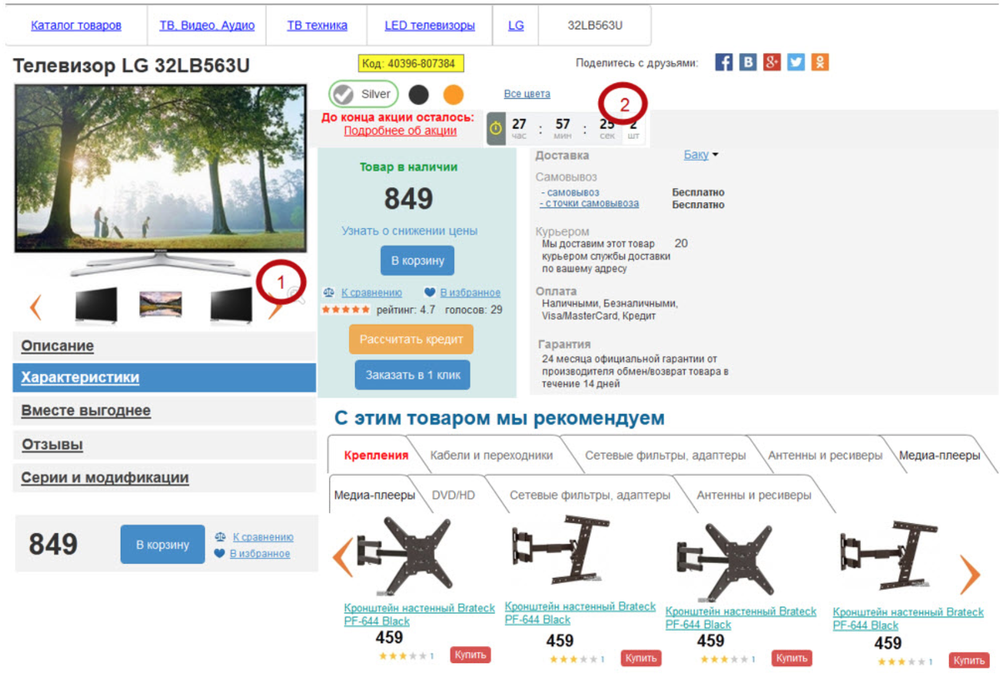 Каталог товаров
ТВ, Видео, Аудио
ТВ техника
LED телевизоры
LG
32LB563U
Телевизор LG 32LB563U
Код: 40396-807384
Поделитесь с друзьями:
Silver
Все цвета
2
До конца акции осталось:
Подробнее об акции
27 : 57 : 25 2
час мин сек шт
Доставка
Баку
Товар в наличии
849
Узнать о снижении цены
В корзину
К сравнению
В избранное
рейтинг: 4.7 голосов: 29
Рассчитать кредит
Заказать в 1 клик
Самовывоз
- самовывоз Бесплатно
- с точки самовывоза Бесплатно
Курьером
Мы доставим этот товар 20
курьером службы доставки
по вашему адресу
Оплата
Наличными, Безналичными,
Visa/MasterCard, Кредит
Гарантия
24 месяца официальной гарантии от
производителя обмен/возврат товара в
течение 14 дней
1
Описание
Характеристики
Вместе выгоднее
Отзывы
Серии и модификации
849
В корзину
К сравнению
В избранное
С этим товаром мы рекомендуем
Крепления
Кабели и переходники
Сетевые фильтры, адаптеры
Антенны и ресиверы
Медиа-плееры
Медиа-плееры
DVD/HD
Сетевые фильтры, адаптеры
Антенны и ресиверы
Кронштейн настенный Brateck
PF-644 Black
459
1
Купить
Кронштейн настенный Brateck
PF-644 Black
459
1
Купить
Кронштейн настенный Brateck
PF-644 Black
459
1
Купить
Кронштейн настенный Brateck
PF-644 Black
459
1
Купить